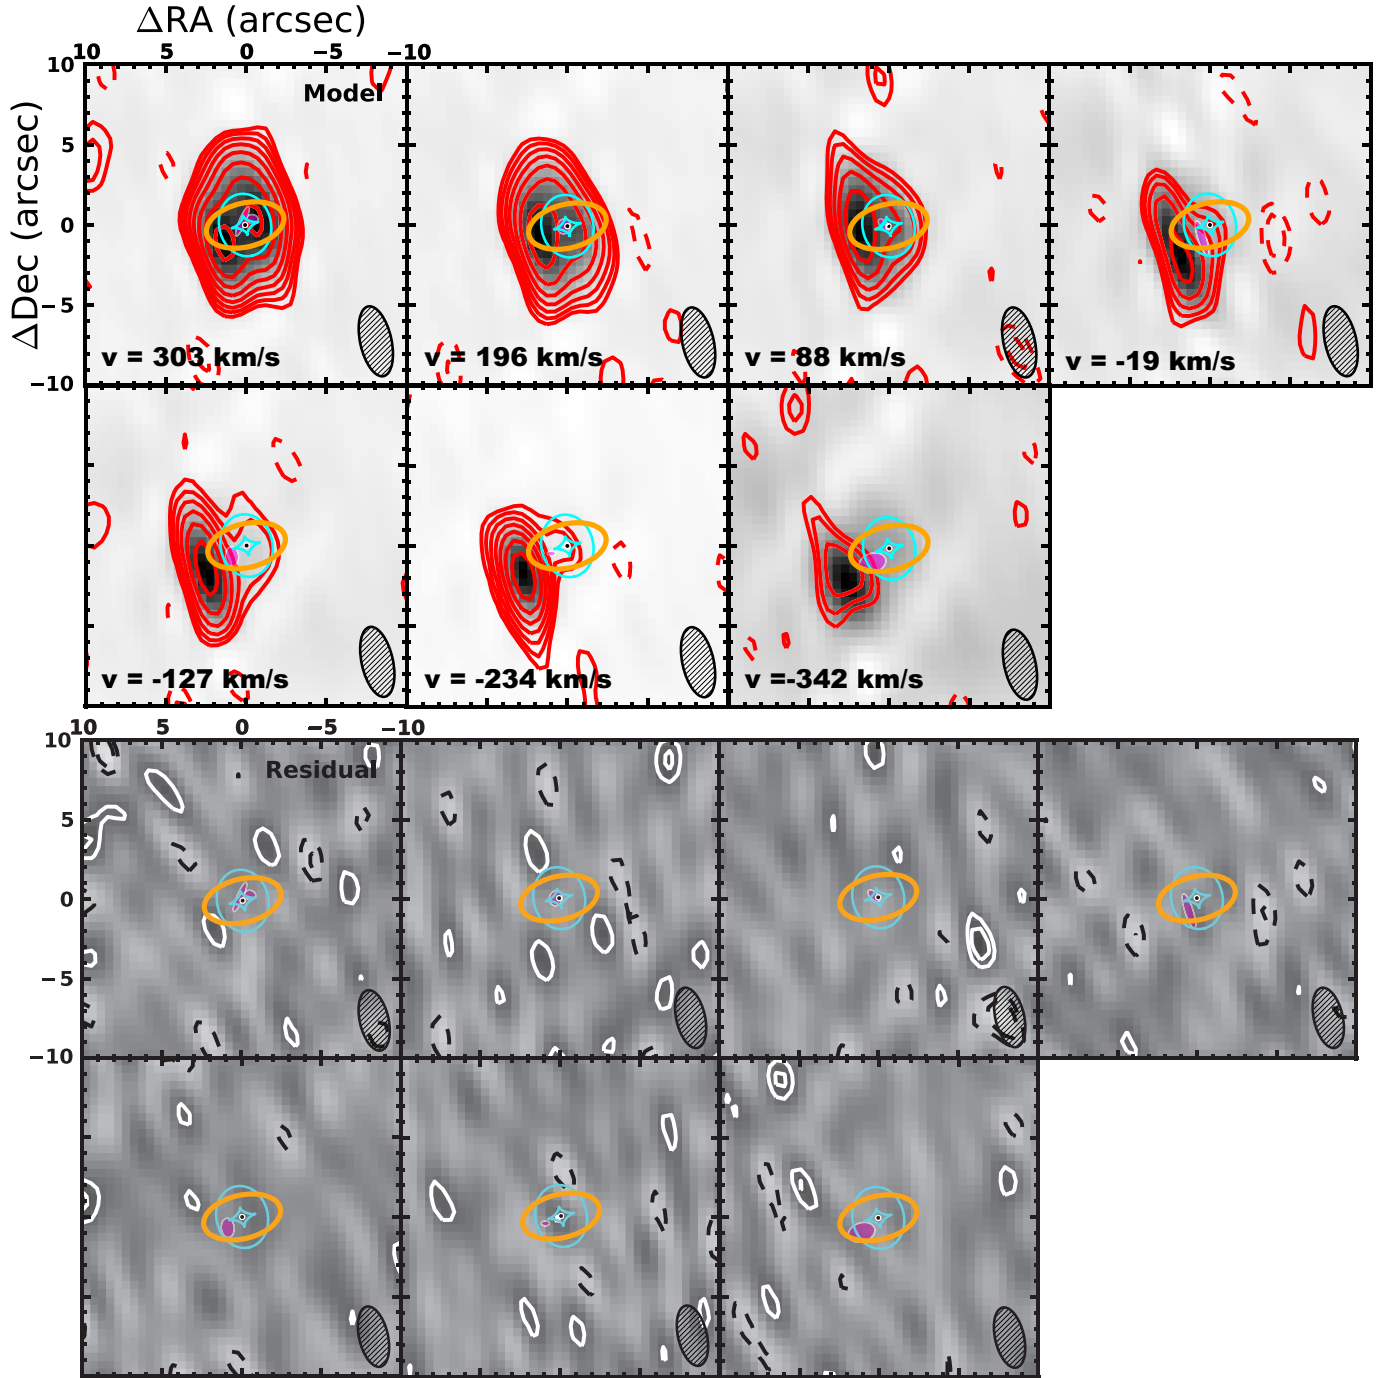 ΔRA (arcsec)
10 5 0 −5 −10
10
Model
5
0
−5
−10
ΔDec (arcsec)
v = 303 km/s
v = 196 km/s
v = 88 km/s
v = -19 km/s
v = -127 km/s
v = -234 km/s
v =-342 km/s
10 5 0 −5 −10
10
Residual
5
0
−5
−10